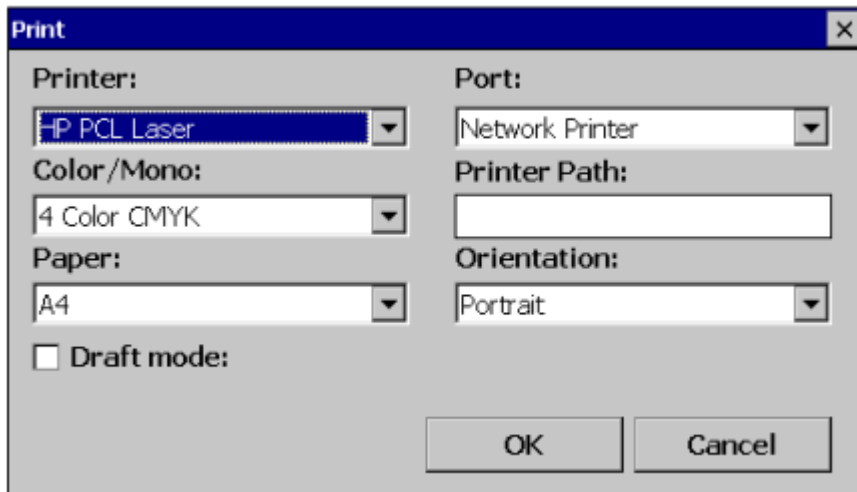 Print
Printer:
HP PCL Laser
Port:
Network Printer
Color/Mono:
4 Color CMYK
Printer Path:
Paper:
A4
Orientation:
Portrait
Draft mode:
OK
Cancel